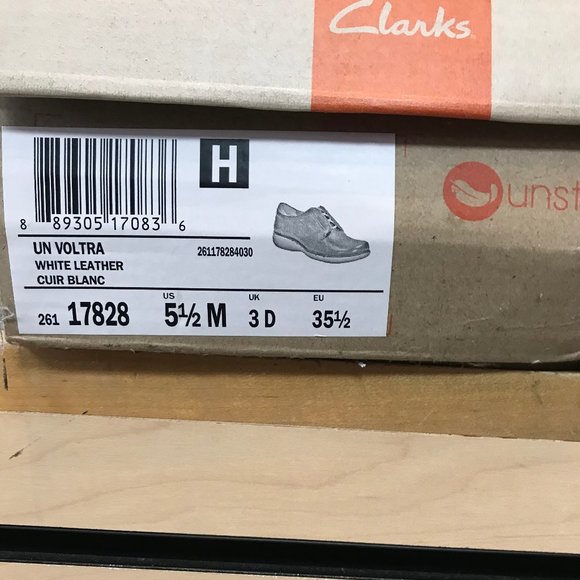 Clarks
H
8 89305 17083 6
UN VOLTRA
261178284030
WHITE LEATHER
CUIR BLANC
261 17828
US
5½ M
UK
3 D
EU
35½
unst